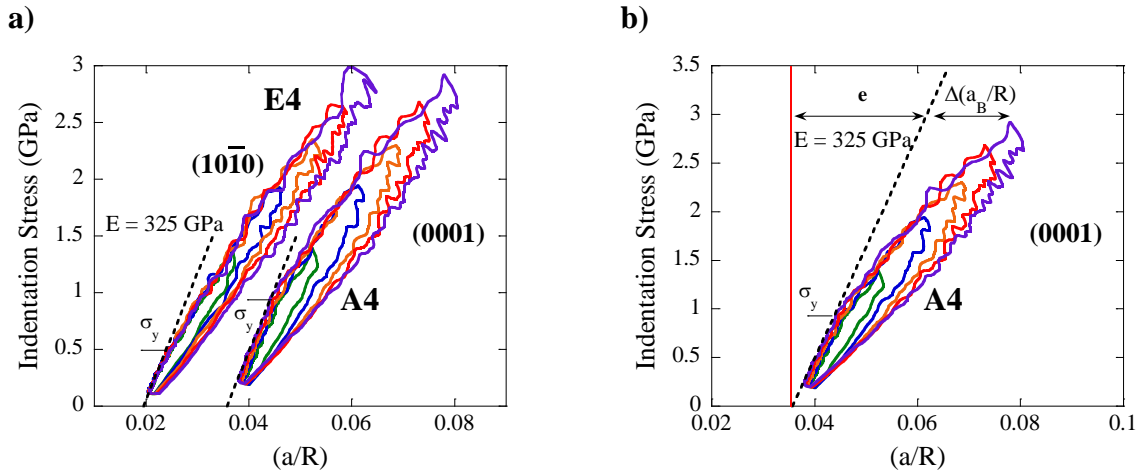 a)
3
2.5
2
1.5
1
0.5
0
Indentation Stress (GPa)
E4
(101̅0)
E = 325 GPa
(0001)
A4
σy
σy
0.02
0.04
0.06
0.08
(a/R)
b)
3.5
3
2.5
2
1.5
1
0.5
0
Indentation Stress (GPa)
e
Δ(aB/R)
E = 325 GPa
(0001)
A4
σy
0.02
0.04
0.06
0.08
0.1
(a/R)